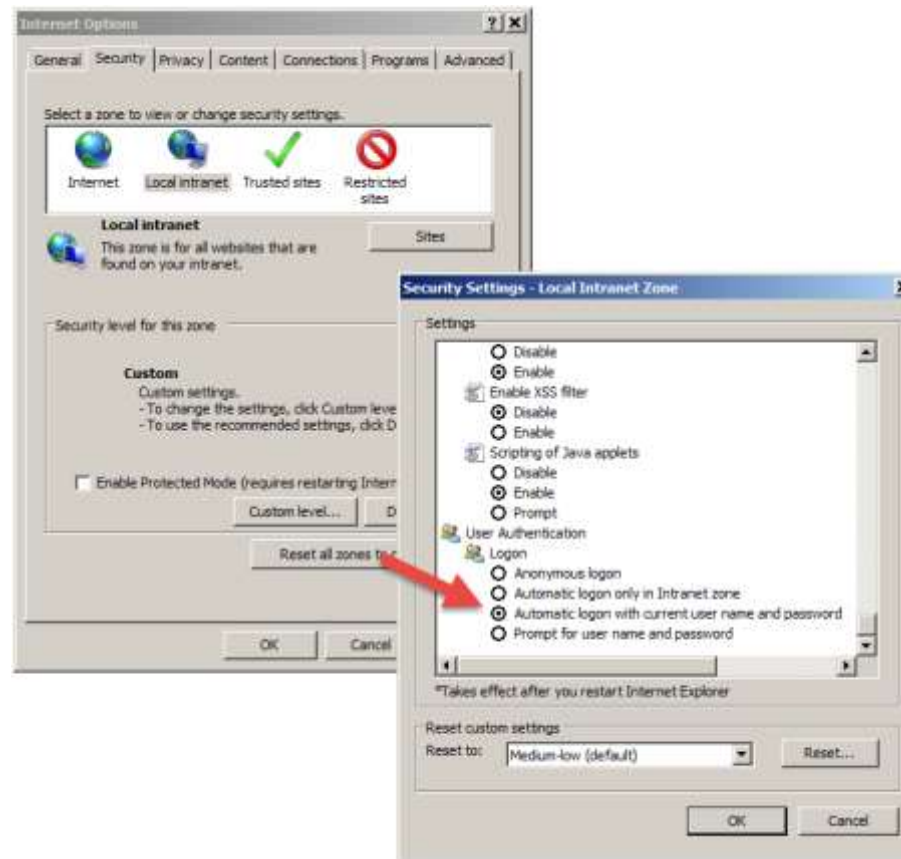 Internet Options
General Security Privacy Content Connections Programs Advanced
Select a zone to view or change security settings.
Internet Local intranet Trusted sites Restricted sites
Local intranet
This zone is for all websites that are
found on your intranet.
Sites
Security level for this zone
Custom
Custom settings.
- To change the settings, click Custom leve
- To use the recommended settings, click D
Enable Protected Mode (requires restarting Intern
Custom level... D
Reset all zones to
OK Cancel
Security Settings - Local Intranet Zone
Settings
Disable
Enable
Enable XSS filter
Disable
Enable
Scripting of Java applets
Disable
Enable
Prompt
User Authentication
Logon
Anonymous logon
Automatic logon only in Intranet zone
Automatic logon with current user name and password
Prompt for user name and password
*Takes effect after you restart Internet Explorer
Reset custom settings
Reset to: Medium-low (default) Reset...
OK Cancel